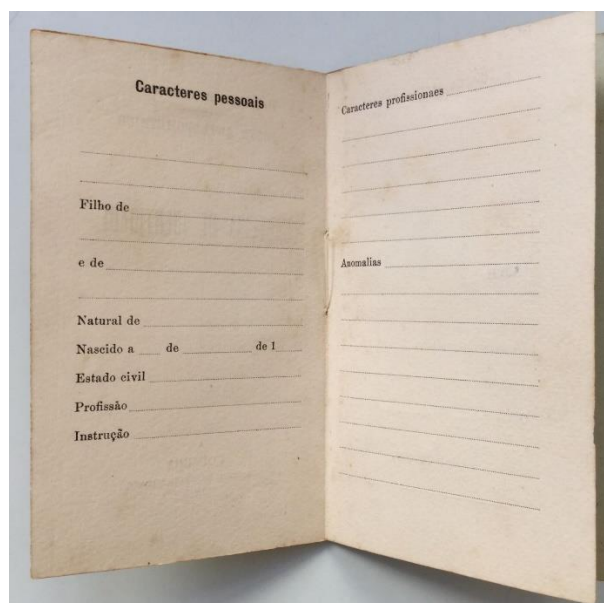 Caracteres pessoais
Filho de
e de
Natural de
Nascido a de de 1
Estado civil
Profissão
Instrução
Caracteres profissionaes
Anomalias